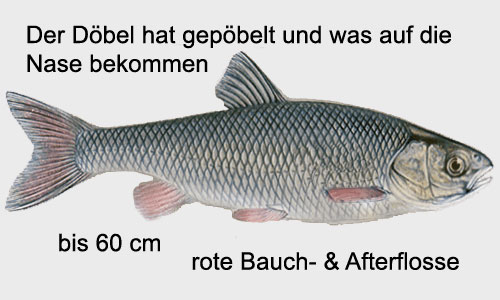 Der Döbel hat gepöbelt und was auf die
Nase bekommen
bis 60 cm
rote Bauch- & Afterflosse